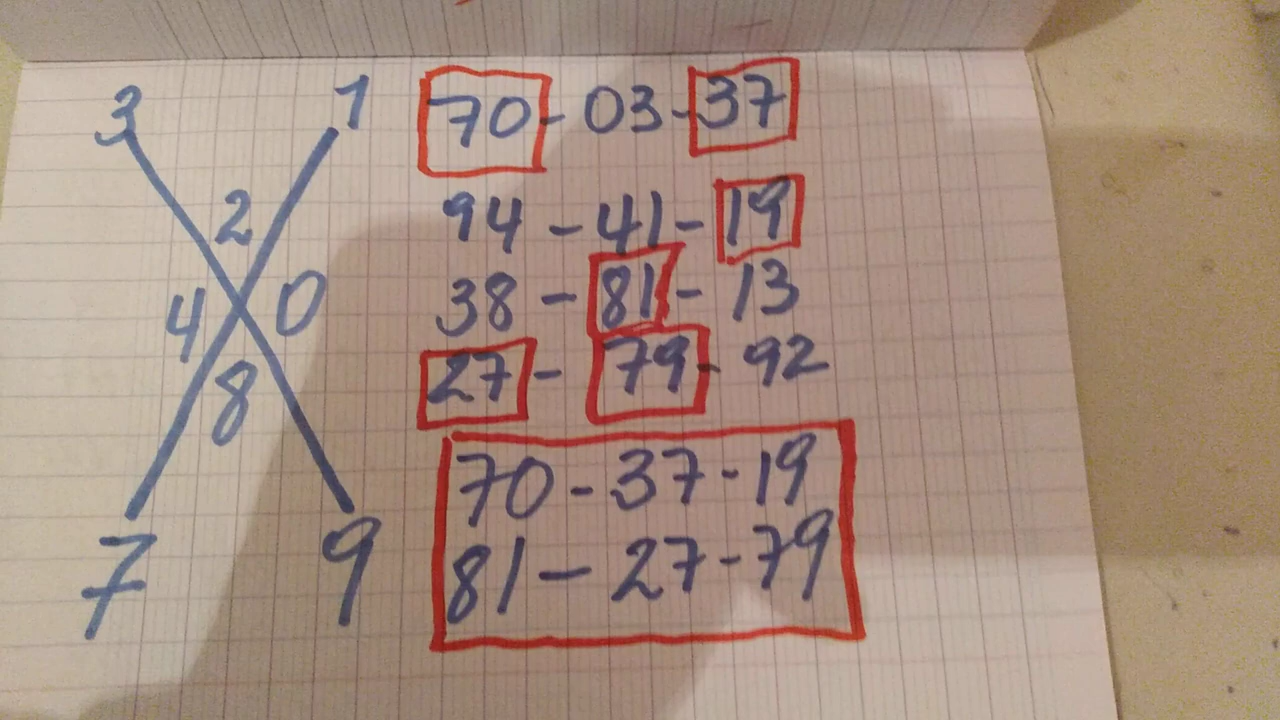 3 1
2
4 0
8
7 9
70 - 03 - 37
94 - 41 - 19
38 - 81 - 13
27 - 79 - 92
70 - 37 - 19
81 - 27 - 79